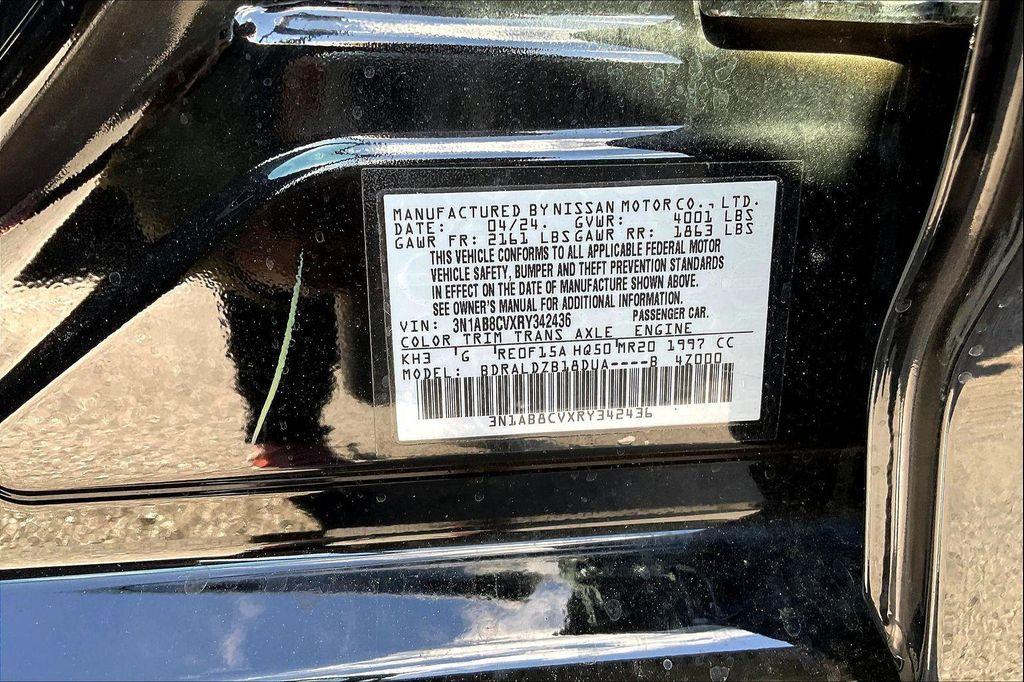 MANUFACTURED BY NISSAN MOTOR CO., LTD.
DATE: 04/24. GVWR: 4001 LBS
GAWR FR: 2161 LBS GAWR RR: 1863 LBS
THIS VEHICLE CONFORMS TO ALL APPLICABLE FEDERAL MOTOR
VEHICLE SAFETY, BUMPER AND THEFT PREVENTION STANDARDS
IN EFFECT ON THE DATE OF MANUFACTURE SHOWN ABOVE.
SEE OWNER'S MANUAL FOR ADDITIONAL INFORMATION.
VIN: 3N1AB8CVXRY342436 PASSENGER CAR.
COLOR TRIM TRANS AXLE ENGINE
KH3 'G 'RE0F15A HQ50'MR20 1997 CC
MODEL: BDRALDZB18DUA----B 4Z000
3N1AB8CVXRY342436